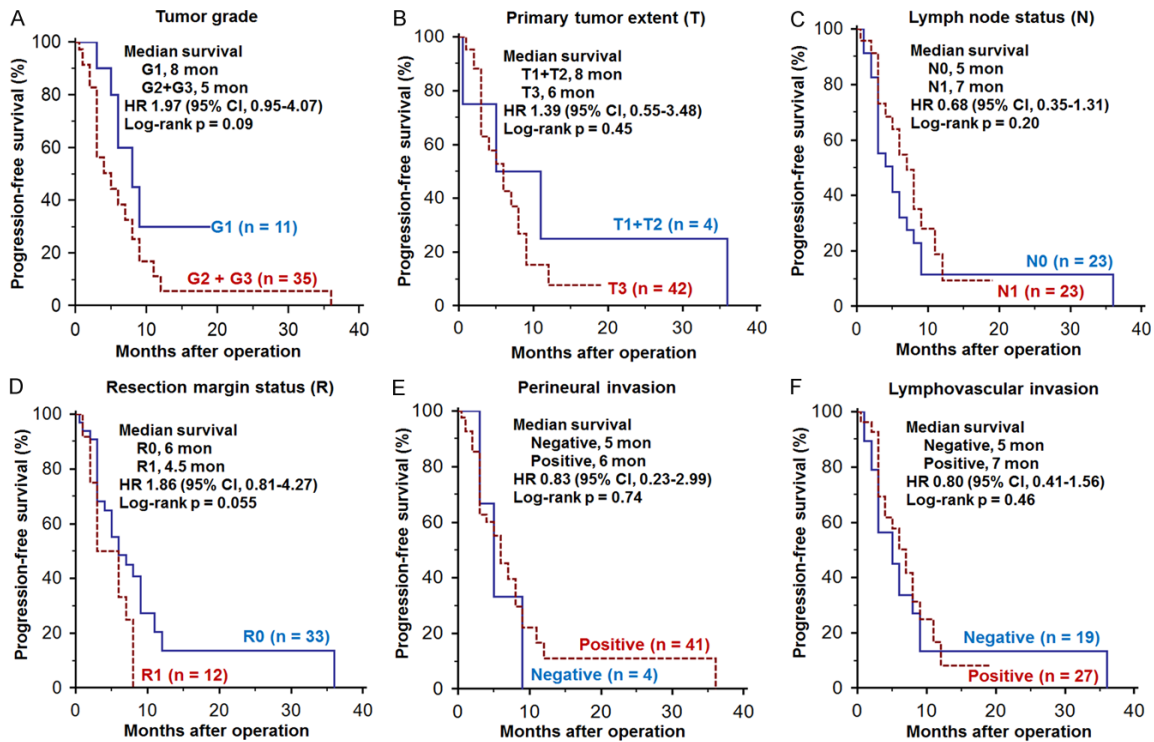 A
Tumor grade
Progression-free survival (%)
100
80
60
40
20
0
Median survival
G1, 8 mon
G2+G3, 5 mon
HR 1.97 (95% CI, 0.95-4.07)
Log-rank p = 0.09
G1 (n = 11)
G2 + G3 (n = 35)
0 10 20 30 40
Months after operation
B
Primary tumor extent (T)
Progression-free survival (%)
100
75
50
25
0
Median survival
T1+T2, 8 mon
T3, 6 mon
HR 1.39 (95% CI, 0.55-3.48)
Log-rank p = 0.45
T1+T2 (n = 4)
T3 (n = 42)
0 10 20 30 40
Months after operation
C
Lymph node status (N)
Progression-free survival (%)
100
80
60
40
20
0
Median survival
N0, 5 mon
N1, 7 mon
HR 0.68 (95% CI, 0.35-1.31)
Log-rank p = 0.20
N0 (n = 23)
N1 (n = 23)
0 10 20 30 40
Months after operation
D
Resection margin status (R)
Progression-free survival (%)
100
80
60
40
20
0
Median survival
R0, 6 mon
R1, 4.5 mon
HR 1.86 (95% CI, 0.81-4.27)
Log-rank p = 0.055
R0 (n = 33)
R1 (n = 12)
0 10 20 30 40
Months after operation
E
Perineural invasion
Progression-free survival (%)
100
80
60
40
20
0
Median survival
Negative, 5 mon
Positive, 6 mon
HR 0.83 (95% CI, 0.23-2.99)
Log-rank p = 0.74
Positive (n = 41)
Negative (n = 4)
0 10 20 30 40
Months after operation
F
Lymphovascular invasion
Progression-free survival (%)
100
80
60
40
20
0
Median survival
Negative, 5 mon
Positive, 7 mon
HR 0.80 (95% CI, 0.41-1.56)
Log-rank p = 0.46
Negative (n = 19)
Positive (n = 27)
0 10 20 30 40
Months after operation